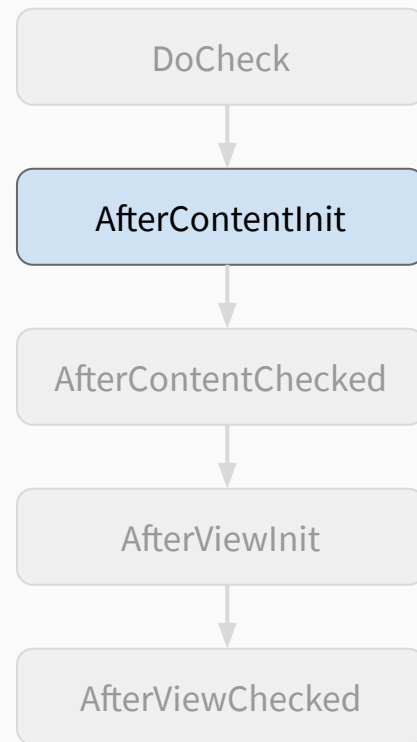 DoCheck
AfterContentInit
AfterContentChecked
AfterViewInit
AfterViewChecked